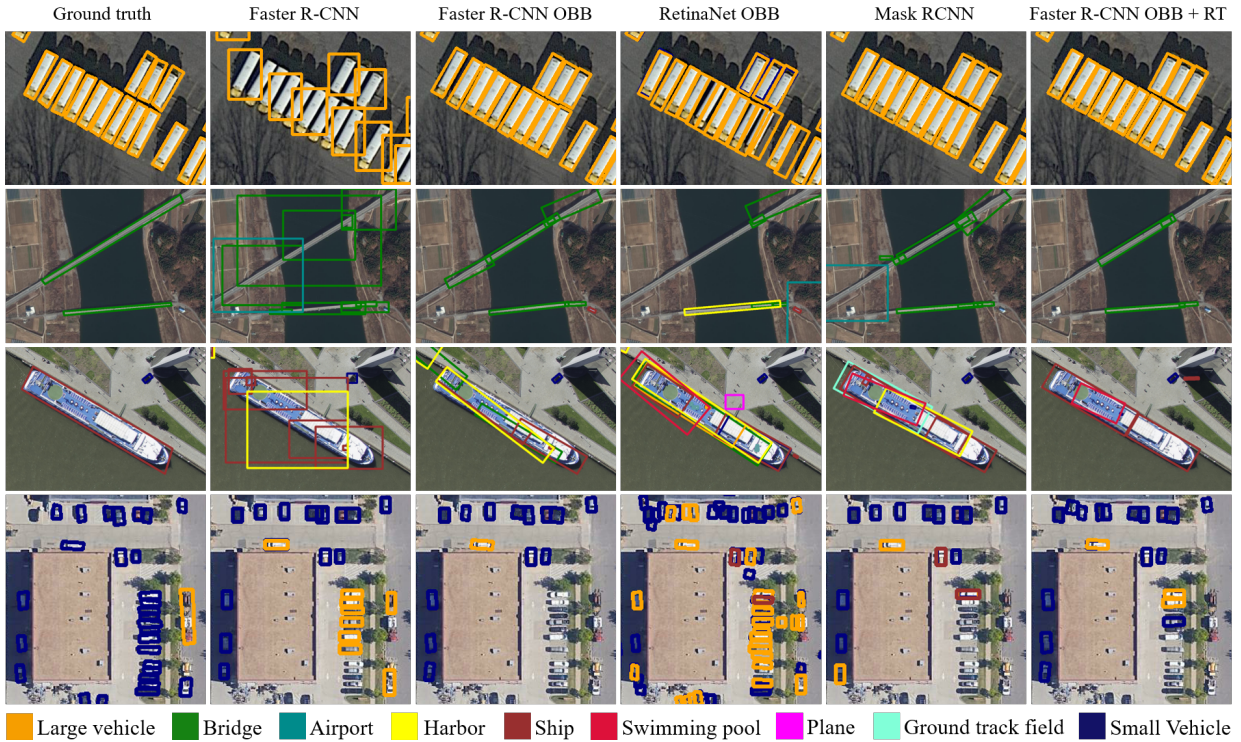 Ground truth Faster R-CNN Faster R-CNN OBB RetinaNet OBB Mask RCNN Faster R-CNN OBB + RT
Large vehicle Bridge Airport Harbor Ship Swimming pool Plane Ground track field Small Vehicle